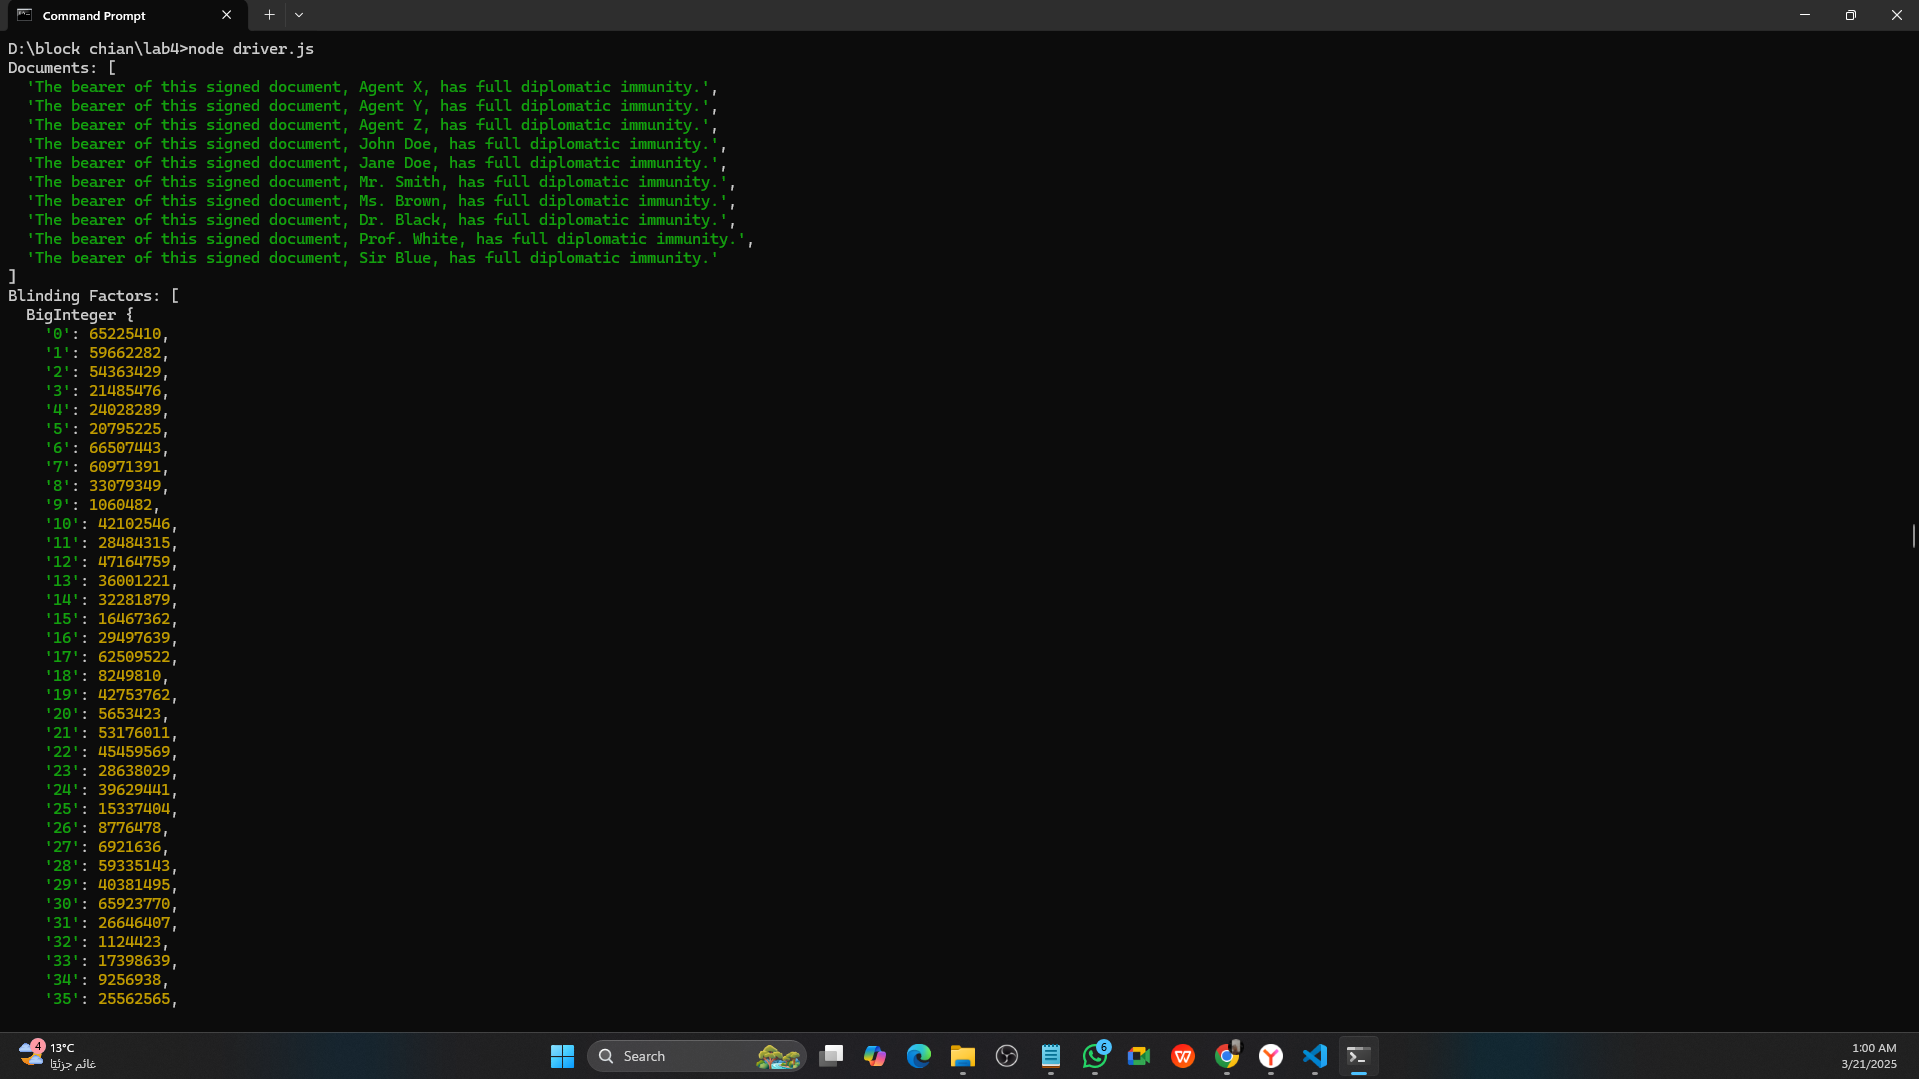 Command Prompt
D:\block chian\lab4>node driver.js
Documents: [
'The bearer of this signed document, Agent X, has full diplomatic immunity.',
'The bearer of this signed document, Agent Y, has full diplomatic immunity.',
'The bearer of this signed document, Agent Z, has full diplomatic immunity.',
'The bearer of this signed document, John Doe, has full diplomatic immunity.',
'The bearer of this signed document, Jane Doe, has full diplomatic immunity.',
'The bearer of this signed document, Mr. Smith, has full diplomatic immunity.',
'The bearer of this signed document, Ms. Brown, has full diplomatic immunity.',
'The bearer of this signed document, Dr. Black, has full diplomatic immunity.',
'The bearer of this signed document, Prof. White, has full diplomatic immunity.',
'The bearer of this signed document, Sir Blue, has full diplomatic immunity.'
]
Blinding Factors: [
BigInteger {
'0': 65225410,
'1': 59662282,
'2': 54363429,
'3': 21485476,
'4': 24028289,
'5': 20795225,
'6': 66507443,
'7': 60971391,
'8': 33079349,
'9': 1060482,
'10': 42102546,
'11': 28484315,
'12': 47164759,
'13': 36001221,
'14': 32281879,
'15': 16467362,
'16': 29497639,
'17': 62509522,
'18': 8249810,
'19': 42753762,
'20': 5653423,
'21': 53176011,
'22': 45459569,
'23': 28638029,
'24': 39629441,
'25': 15337404,
'26': 8776478,
'27': 6921636,
'28': 59335143,
'29': 40381495,
'30': 65923770,
'31': 26646407,
'32': 1124423,
'33': 17398639,
'34': 9256938,
'35': 25562565,
4
13°C
غائم جزئيًا
Search
6
1:00 AM
3/21/2025